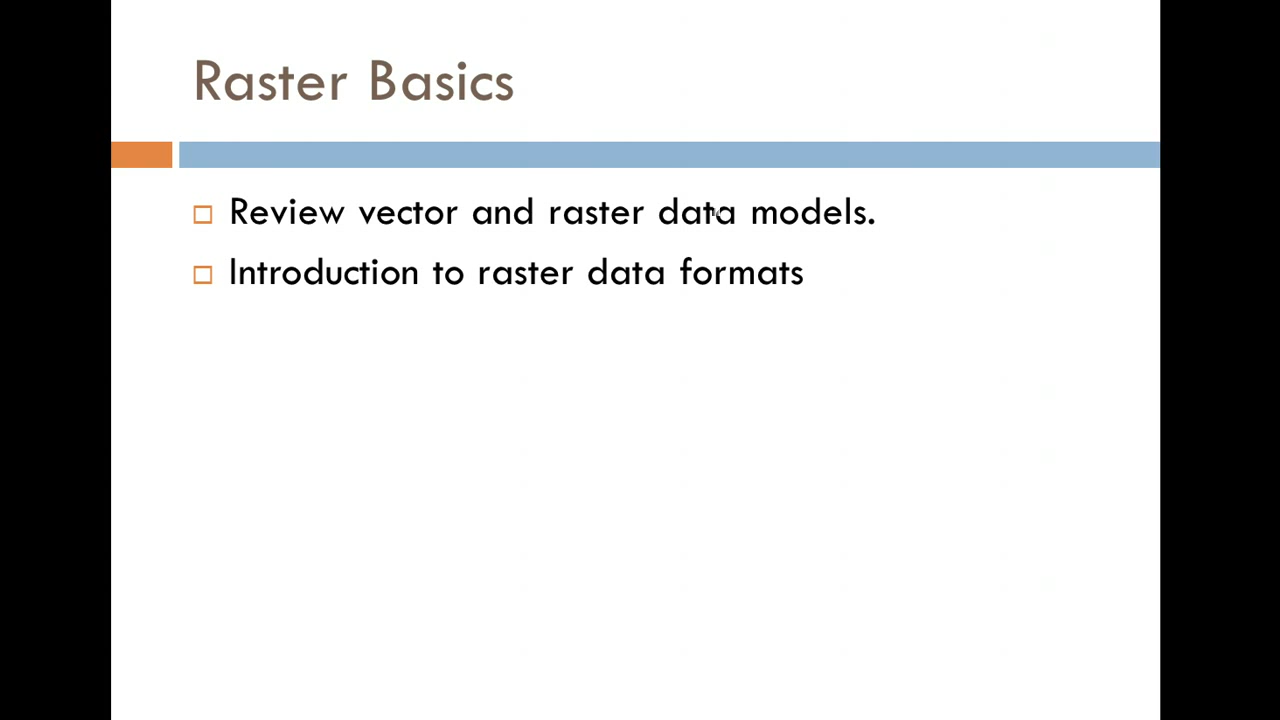 Raster Basics
Review vector and raster data models.
Introduction to raster data formats